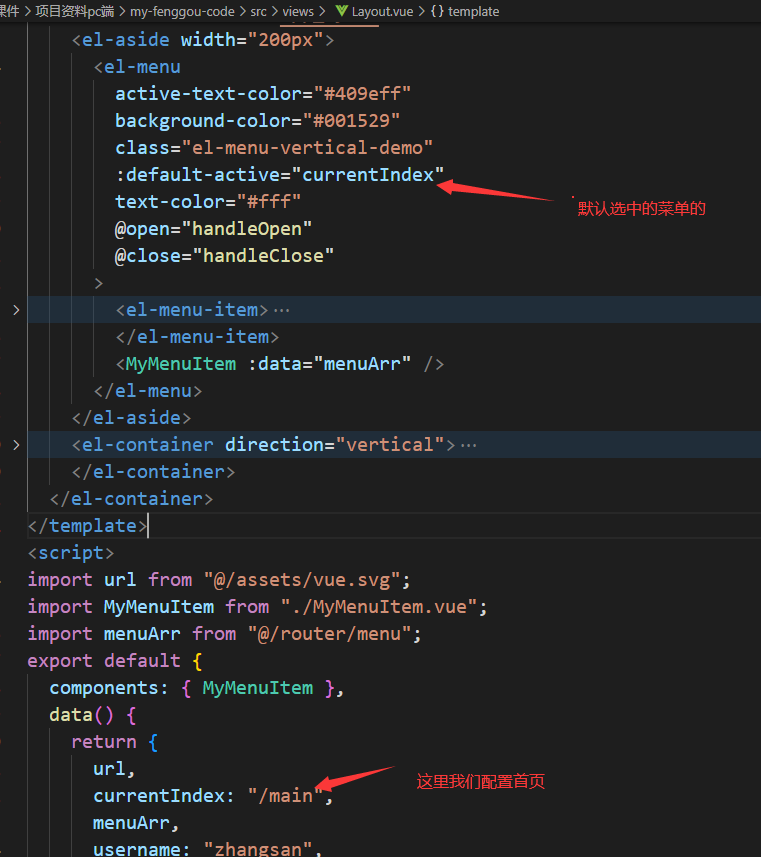 课件 > 项目资料pc端 > my-fenggou-code > src > views > Layout.vue > {} template
<el-aside width="200px">
<el-menu
active-text-color="#409eff"
background-color="#001529"
class="el-menu-vertical-demo"
:default-active="currentIndex"
默认选中的菜单的
text-color="#fff"
@open="handleOpen"
@close="handleClose"
>
<el-menu-item>…
</el-menu-item>
<MyMenuItem :data="menuArr" />
</el-menu>
</el-aside>
<el-container direction="vertical">…
</el-container>
</el-container>
</template>
<script>
import url from "@/assets/vue.svg";
import MyMenuItem from "./MyMenuItem.vue";
import menuArr from "@/router/menu";
export default {
components: { MyMenuItem },
data() {
return {
url,
currentIndex: "/main",
这里我们配置首页
menuArr,
username: "zhangsan",